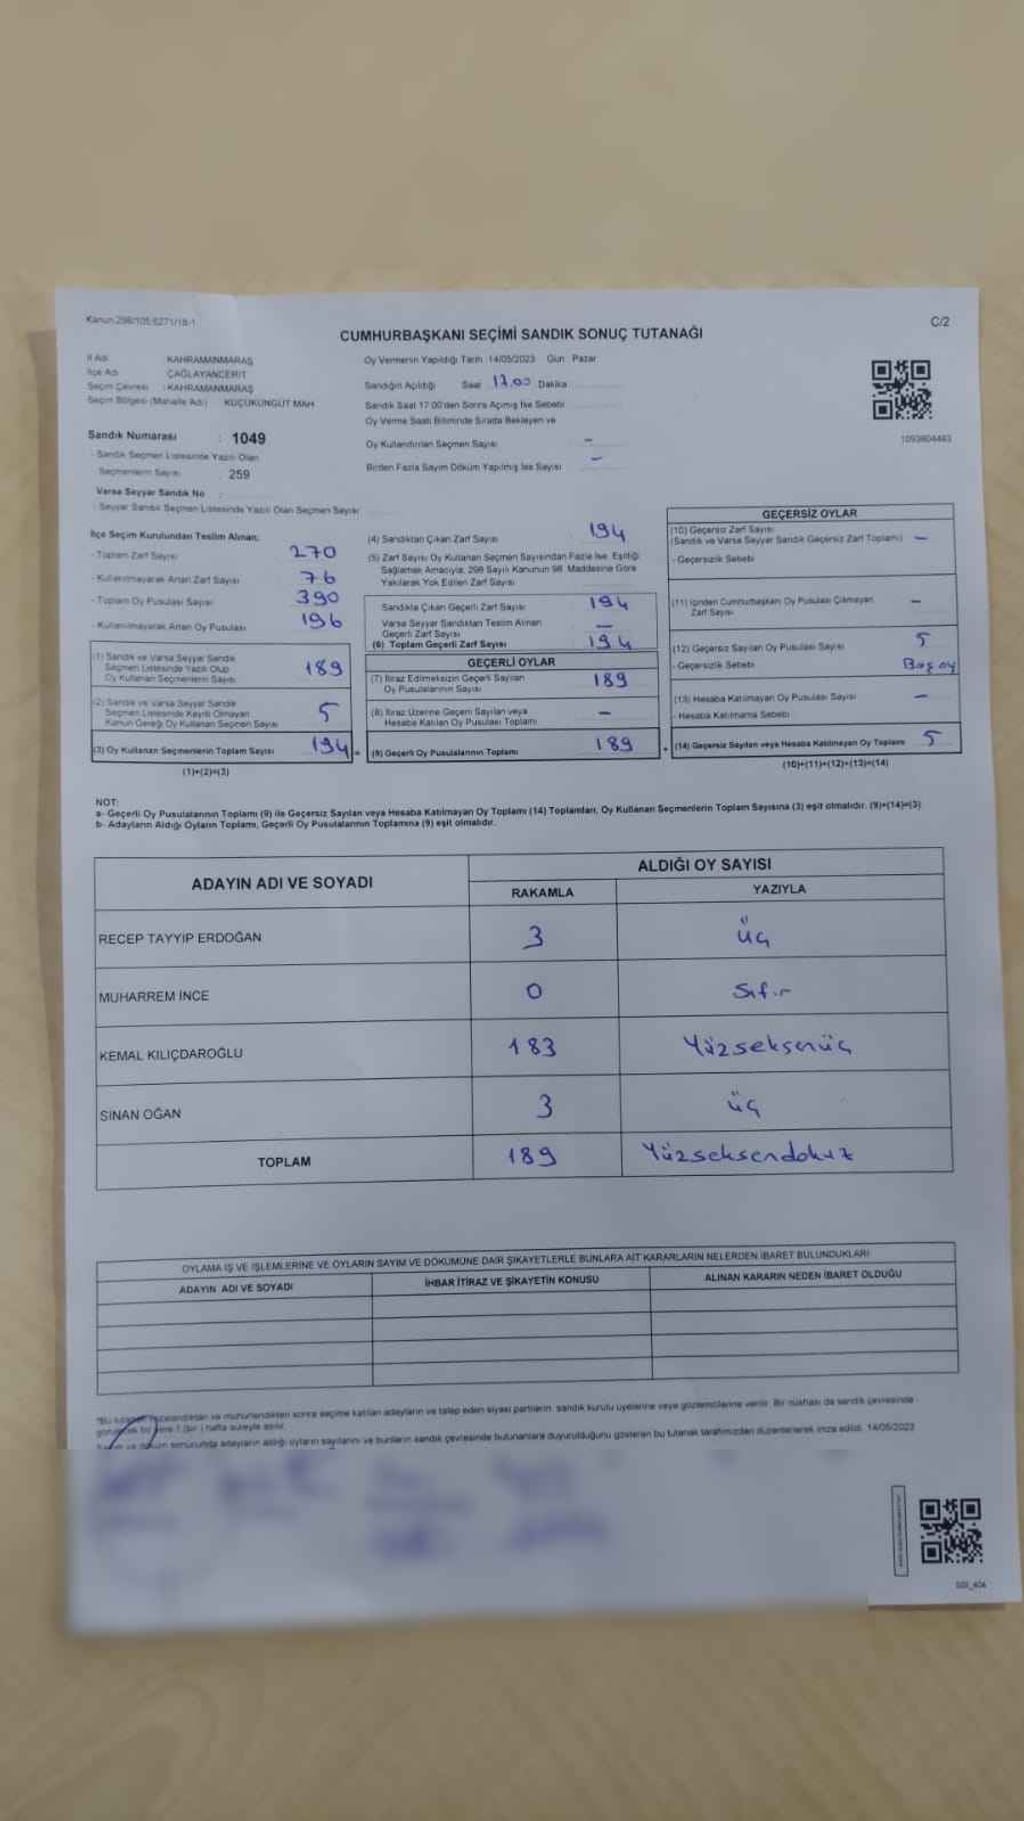 Kanun:298/105;6271/18-1
C/2
CUMHURBAŞKANI SEÇİMİ SANDIK SONUÇ TUTANAĞI
İl Adı KAHRAMANMARAŞ
İlçe Adı ÇAĞLAYANCERİT
Seçim Çevresi : KAHRAMANMARAŞ
Seçim Bölgesi (Mahalle Adı) KÜÇÜKÜNGÜT MAH
Sandık Numarası : 1049
- Sandık Seçmen Listesinde Yazılı Olan
Seçmenlerin Sayısı 259
Varsa Seyyar Sandık No
- Seyyar Sandık Seçmen Listesinde Yazılı Olan Seçmen Sayısı
Oy Vermenin Yapıldığı Tarih 14/05/2023 Gün Pazar
Sandığın Açıldığı Saat 17.00 Dakika
Sandık Saat 17:00'den Sonra Açılmış İse Sebebi
Oy Verme Saati Bitiminde Sırada Bekleyen ve
Oy Kullandırılan Seçmen Sayısı –
Birden Fazla Sayım Döküm Yapılmış İse Sayısı –
1093604463
İlçe Seçim Kurulundan Teslim Alınan;
- Toplam Zarf Sayısı 270
- Kullanılmayarak Artan Zarf Sayısı 76
- Toplam Oy Pusulası Sayısı 390
- Kullanılmayarak Artan Oy Pusulası 196
(1) Sandık ve Varsa Seyyar Sandık
Seçmen Listesinde Yazılı Olup
Oy Kullanan Seçmenlerin Sayısı 189
(2) Sandık ve Varsa Seyyar Sandık
Seçmen Listesinde Kayıtlı Olmayan
Kanun Gereği Oy Kullanan Seçmen Sayısı 5
(3) Oy Kullanan Seçmenlerin Toplam Sayısı 194
(1)+(2)=(3)
(4) Sandıktan Çıkan Zarf Sayısı 194
(5) Zarf Sayısı Oy Kullanan Seçmen Sayısından Fazla İse, Eşitliği
Sağlamak Amacıyla, 298 Sayılı Kanunun 98. Maddesine Göre
Yakılarak Yok Edilen Zarf Sayısı
Sandıkta Çıkan Geçerli Zarf Sayısı 194
Varsa Seyyar Sandıktan Teslim Alınan
Geçerli Zarf Sayısı –
(6) Toplam Geçerli Zarf Sayısı 194
GEÇERLİ OYLAR
(7) İtiraz Edilmeksizin Geçerli Sayılan
Oy Pusulalarının Sayısı 189
(8) İtiraz Üzerine Geçerli Sayılan veya
Hesaba Katılan Oy Pusulası Toplamı –
(9) Geçerli Oy Pusulalarının Toplamı 189
GEÇERSİZ OYLAR
(10) Geçersiz Zarf Sayısı
(Sandık ve Varsa Seyyar Sandık Geçersiz Zarf Toplamı) –
- Geçersizlik Sebebi
(11) İçinden Cumhurbaşkanı Oy Pusulası Çıkmayan
Zarf Sayısı –
(12) Geçersiz Sayılan Oy Pusulası Sayısı 5
- Geçersizlik Sebebi Boş oy
(13) Hesaba Katılmayan Oy Pusulası Sayısı –
- Hesaba Katılmama Sebebi
(14) Geçersiz Sayılan veya Hesaba Katılmayan Oy Toplamı 5
(10)+(11)+(12)+(13)=(14)
NOT:
a- Geçerli Oy Pusulalarının Toplamı (9) ile Geçersiz Sayılan veya Hesaba Katılmayan Oy Toplamı (14) Toplamları, Oy Kullanan Seçmenlerin Toplam Sayısına (3) eşit olmalıdır. (9)+(14)=(3)
b- Adayların Aldığı Oyların Toplamı, Geçerli Oy Pusulalarının Toplamına (9) eşit olmalıdır.
ADAYIN ADI VE SOYADI
ALDIĞI OY SAYISI
RAKAMLA YAZIYLA
RECEP TAYYİP ERDOĞAN 3 üç
MUHARREM İNCE 0 Sıfır
KEMAL KILIÇDAROĞLU 183 Yüzseksenüç
SİNAN OĞAN 3 üç
TOPLAM 189 Yüzseksendokuz
OYLAMA İŞ VE İŞLEMLERİNE VE OYLARIN SAYIM VE DÖKÜMÜNE DAİR ŞİKAYETLERLE BUNLARA AİT KARARLARIN NELERDEN İBARET BULUNDUKLARI
ADAYIN ADI VE SOYADI İHBAR İTİRAZ VE ŞİKAYETİN KONUSU ALINAN KARARIN NEDEN İBARET OLDUĞU
ve mühürlendikten sonra seçime katılan adayların ve talep eden siyasi partilerin sandık kurulu üyelerine veya gözlemcilerine verilir. Bir nüshası da sandık çevresinde
bir yere 1 (bir) hafta süreyle asılır.
sonucunda adayların aldığı oyların sayılarını ve bunların sandık çevresinde bulunanlara duyurulduğunu gösteren bu tutanak tarafımızdan düzenlenerek imza edildi. 14/05/2023